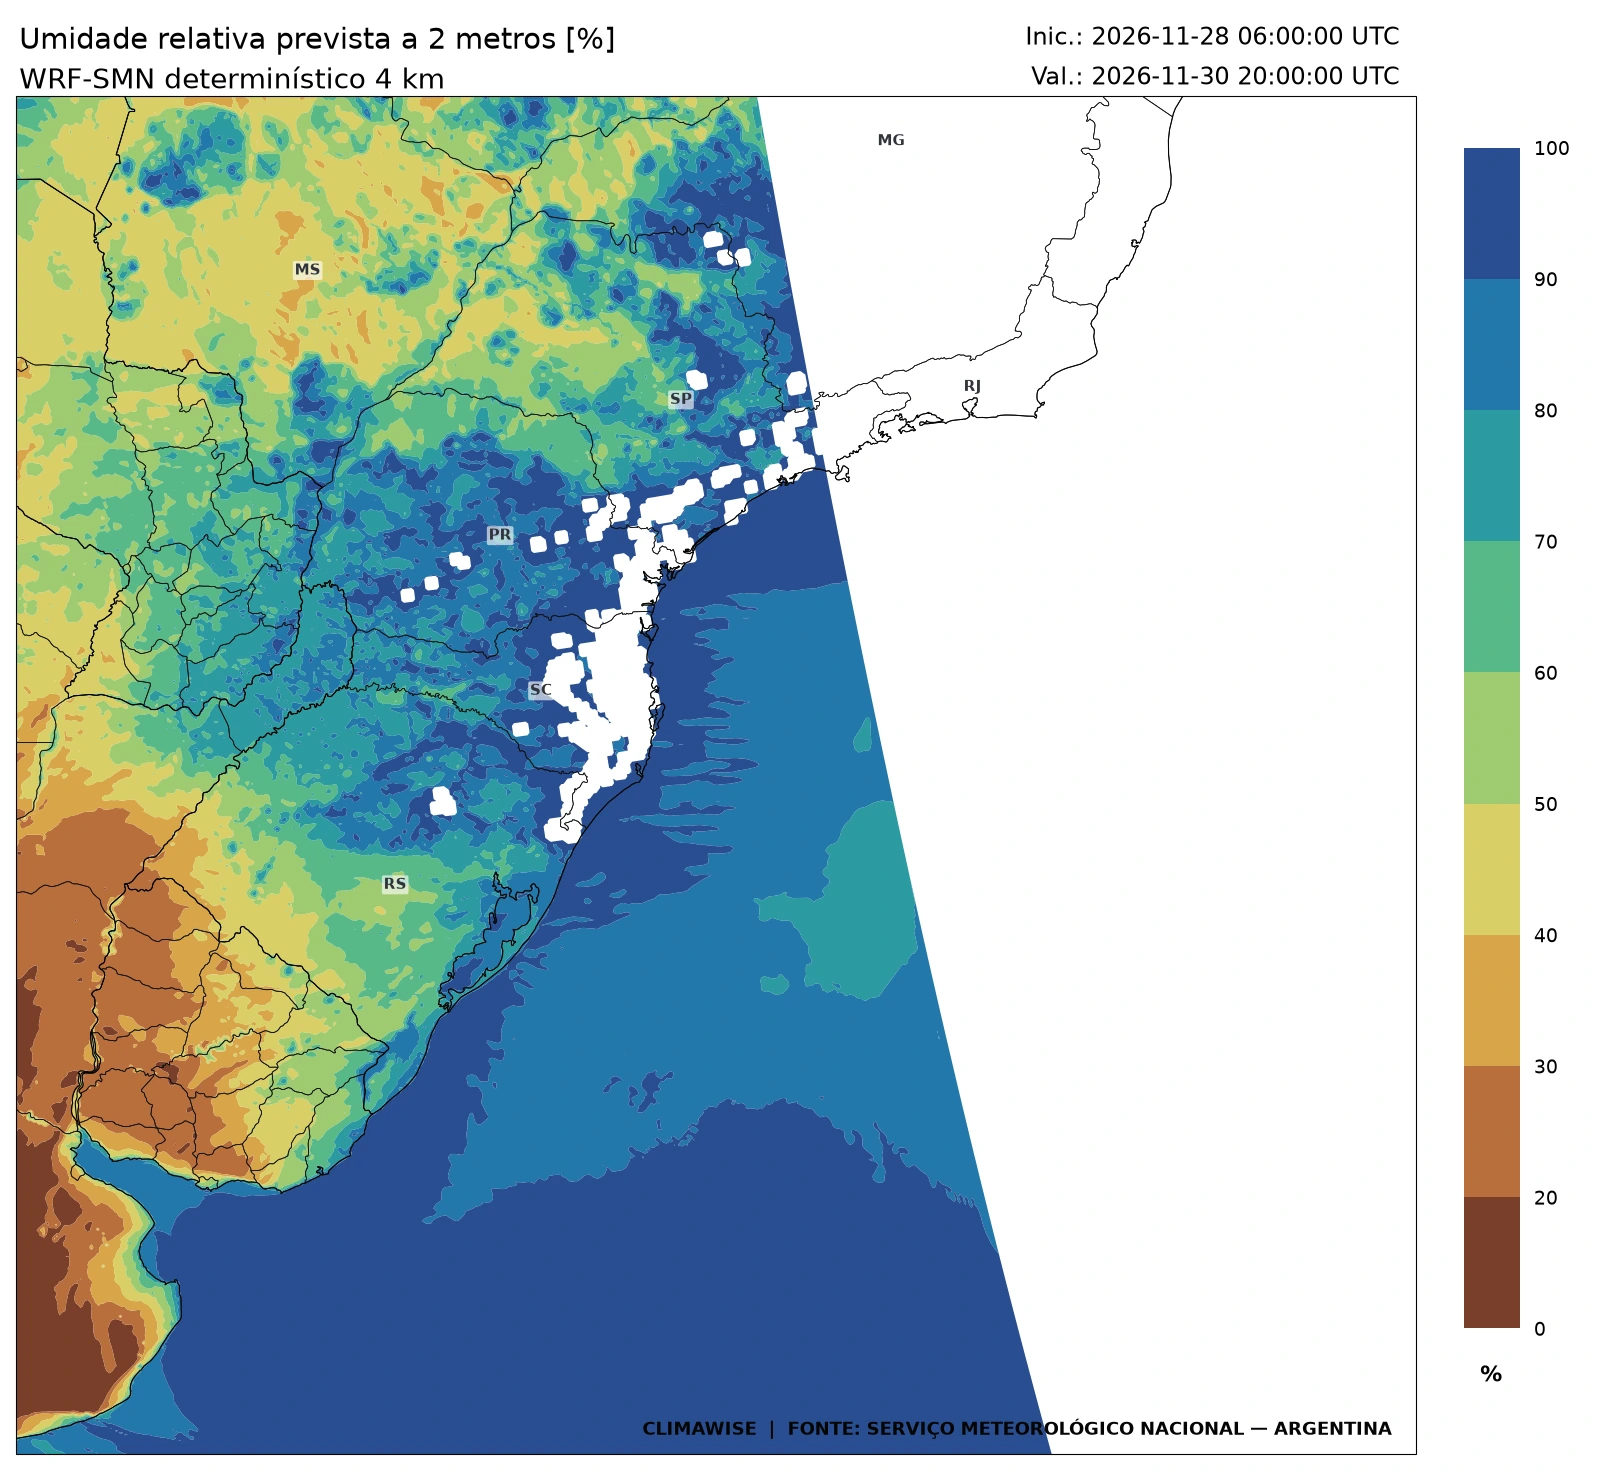 Umidade relativa prevista a 2 metros [%]
WRF-SMN determinístico 4 km
Inic.: 2026-11-28 06:00:00 UTC
Val.: 2026-11-30 20:00:00 UTC
MG
MS
RJ
SP
PR
SC
RS
100
90
80
70
60
50
40
30
20
0
%
CLIMAWISE | FONTE: SERVIÇO METEOROLÓGICO NACIONAL — ARGENTINA